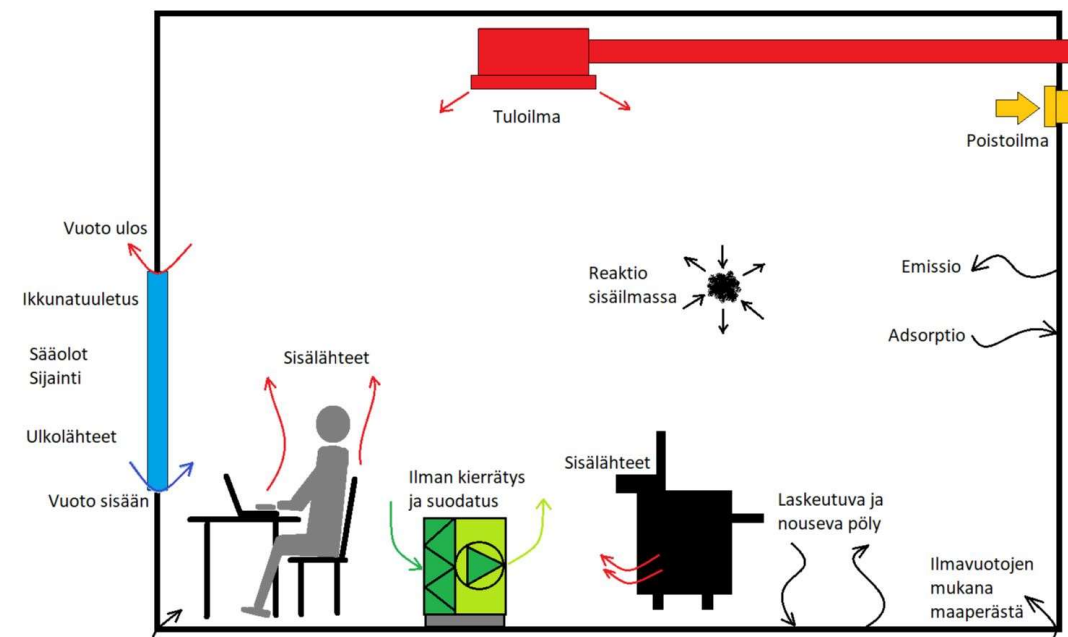 Tuloilma
Poistoilma
Vuoto ulos
Ikkunatuuletus
Sääolot
Sijainti
Ulkolähteet
Vuoto sisään
Sisälähteet
Reaktio
sisäilmassa
Emissio
Adsorptio
Ilman kierrätys
ja suodatus
Sisälähteet
Laskeutuva ja
nouseva pöly
Ilmavuotojen
mukana
maaperästä